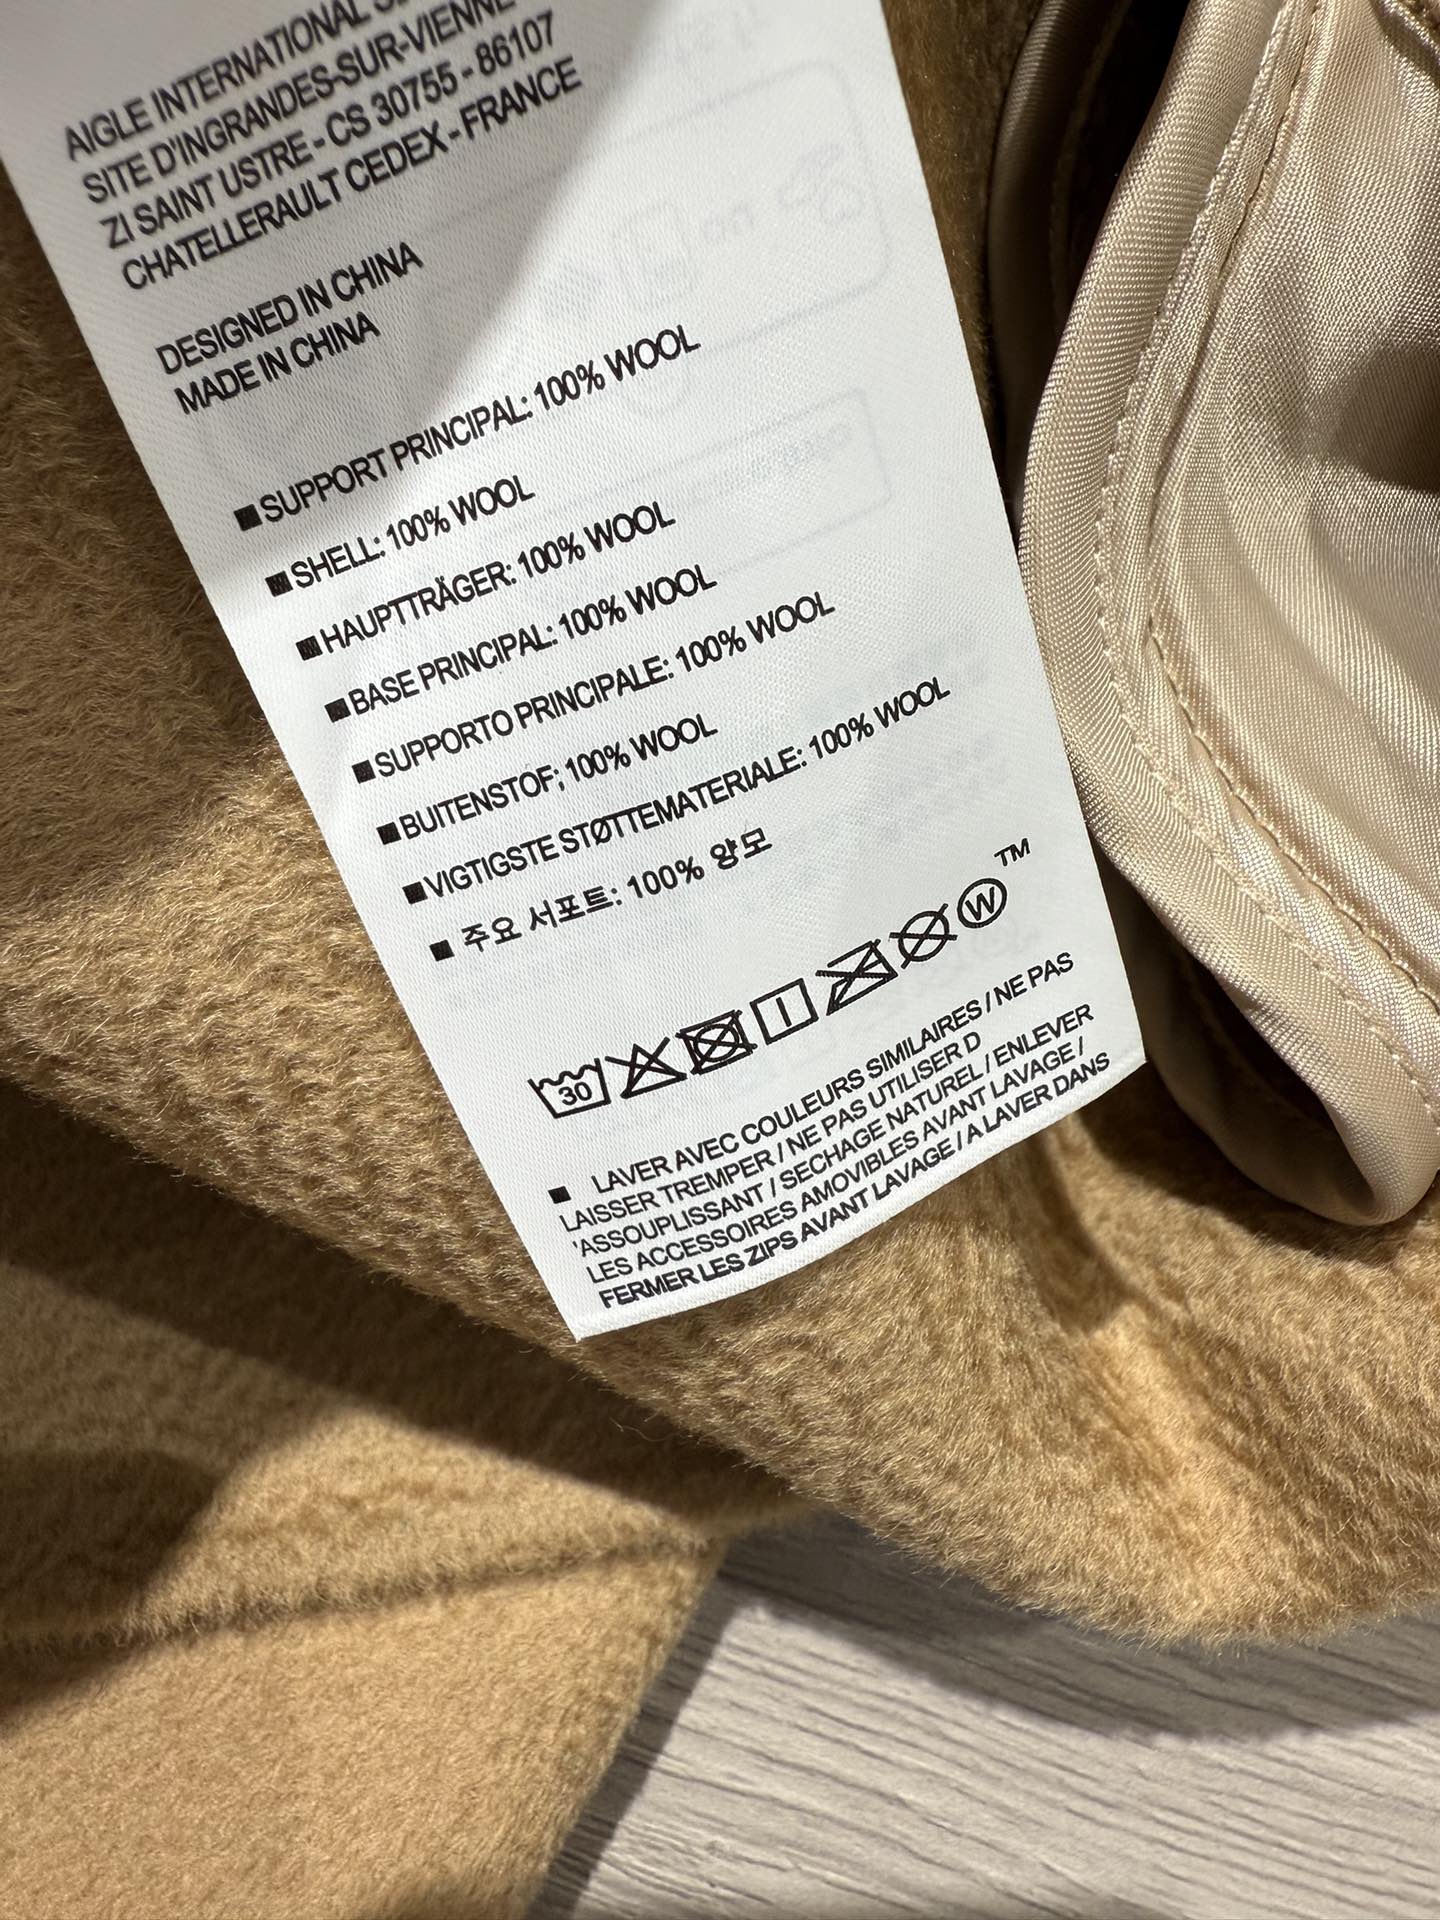 AIGLE INTERNATIONAL
SITE D'INGRANDES-SUR-VIENNE
ZI SAINT USTRE - CS 30755 - 86107
CHATELLERAULT CEDEX - FRANCE
DESIGNED IN CHINA
MADE IN CHINA
■SUPPORT PRINCIPAL: 100% WOOL
■SHELL: 100% WOOL
■HAUPTTRÄGER: 100% WOOL
■BASE PRINCIPAL: 100% WOOL
■SUPPORTO PRINCIPALE: 100% WOOL
■BUITENSTOF; 100% WOOL
■VIGTIGSTE STØTTEMATERIALE: 100% WOOL
■ 주요 서포트: 100% 양모
30 W TM
■ LAVER AVEC COULEURS SIMILAIRES / NE PAS
LAISSER TREMPER / NE PAS UTILISER D
'ASSOUPLISSANT / SECHAGE NATUREL / ENLEVER
LES ACCESSOIRES AMOVIBLES AVANT LAVAGE /
FERMER LES ZIPS AVANT LAVAGE / A LAVER DANS